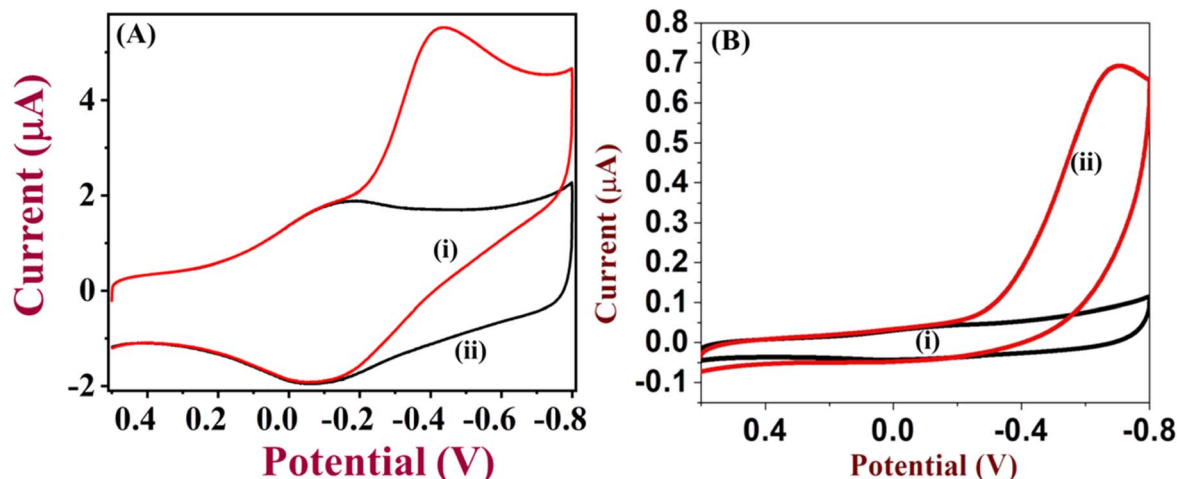 (A)
Current (μA)
4
2
0
-2
(i)
(ii)
0.4 0.2 0.0 -0.2 -0.4 -0.6 -0.8
Potential (V)
(B)
Current (μA)
0.8
0.7
0.6
0.5
0.4
0.3
0.2
0.1
0.0
-0.1
(ii)
(i)
0.4 0.0 -0.4 -0.8
Potential (V)